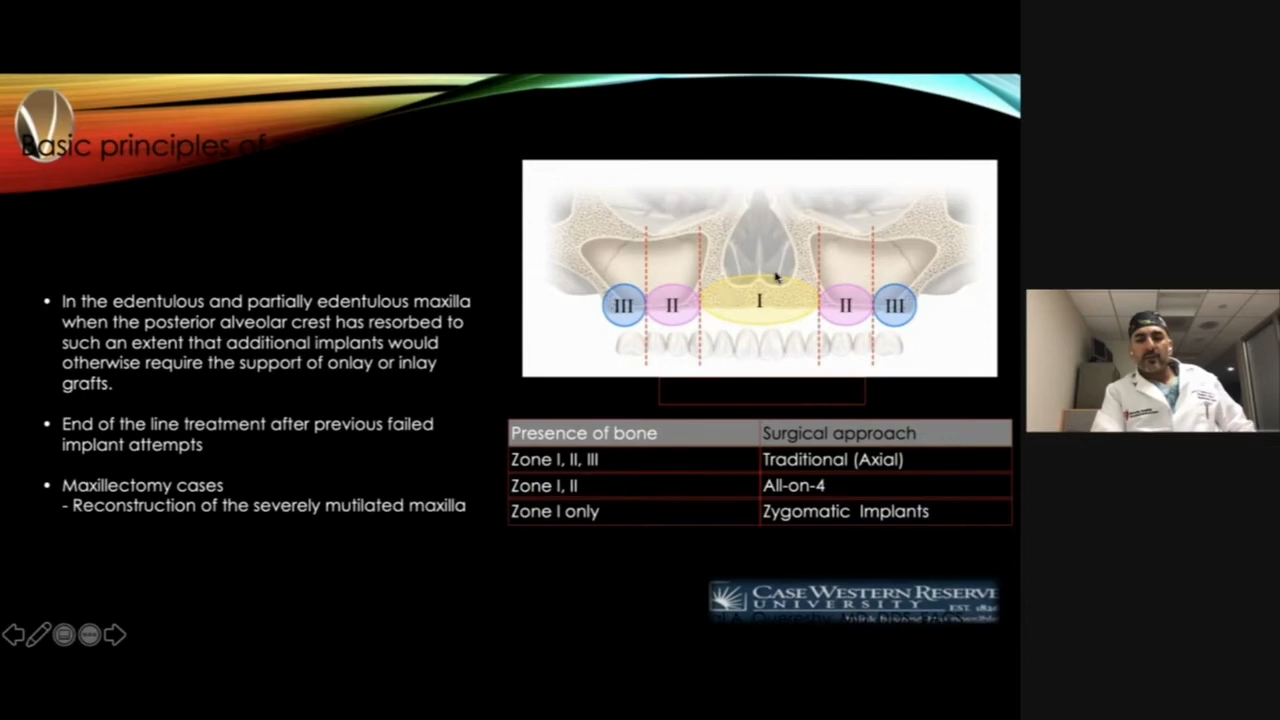 Basic principles of
• In the edentulous and partially edentulous maxilla
when the posterior alveolar crest has resorbed to
such an extent that additional implants would
otherwise require the support of onlay or inlay
grafts.
• End of the line treatment after previous failed
implant attempts
• Maxillectomy cases
- Reconstruction of the severely mutilated maxilla
III II I II III
Presence of bone Surgical approach
Zone I, II, III Traditional (Axial)
Zone I, II All-on-4
Zone I only Zygomatic Implants
CASE WESTERN RESERVE
UNIVERSITY EST. 1826